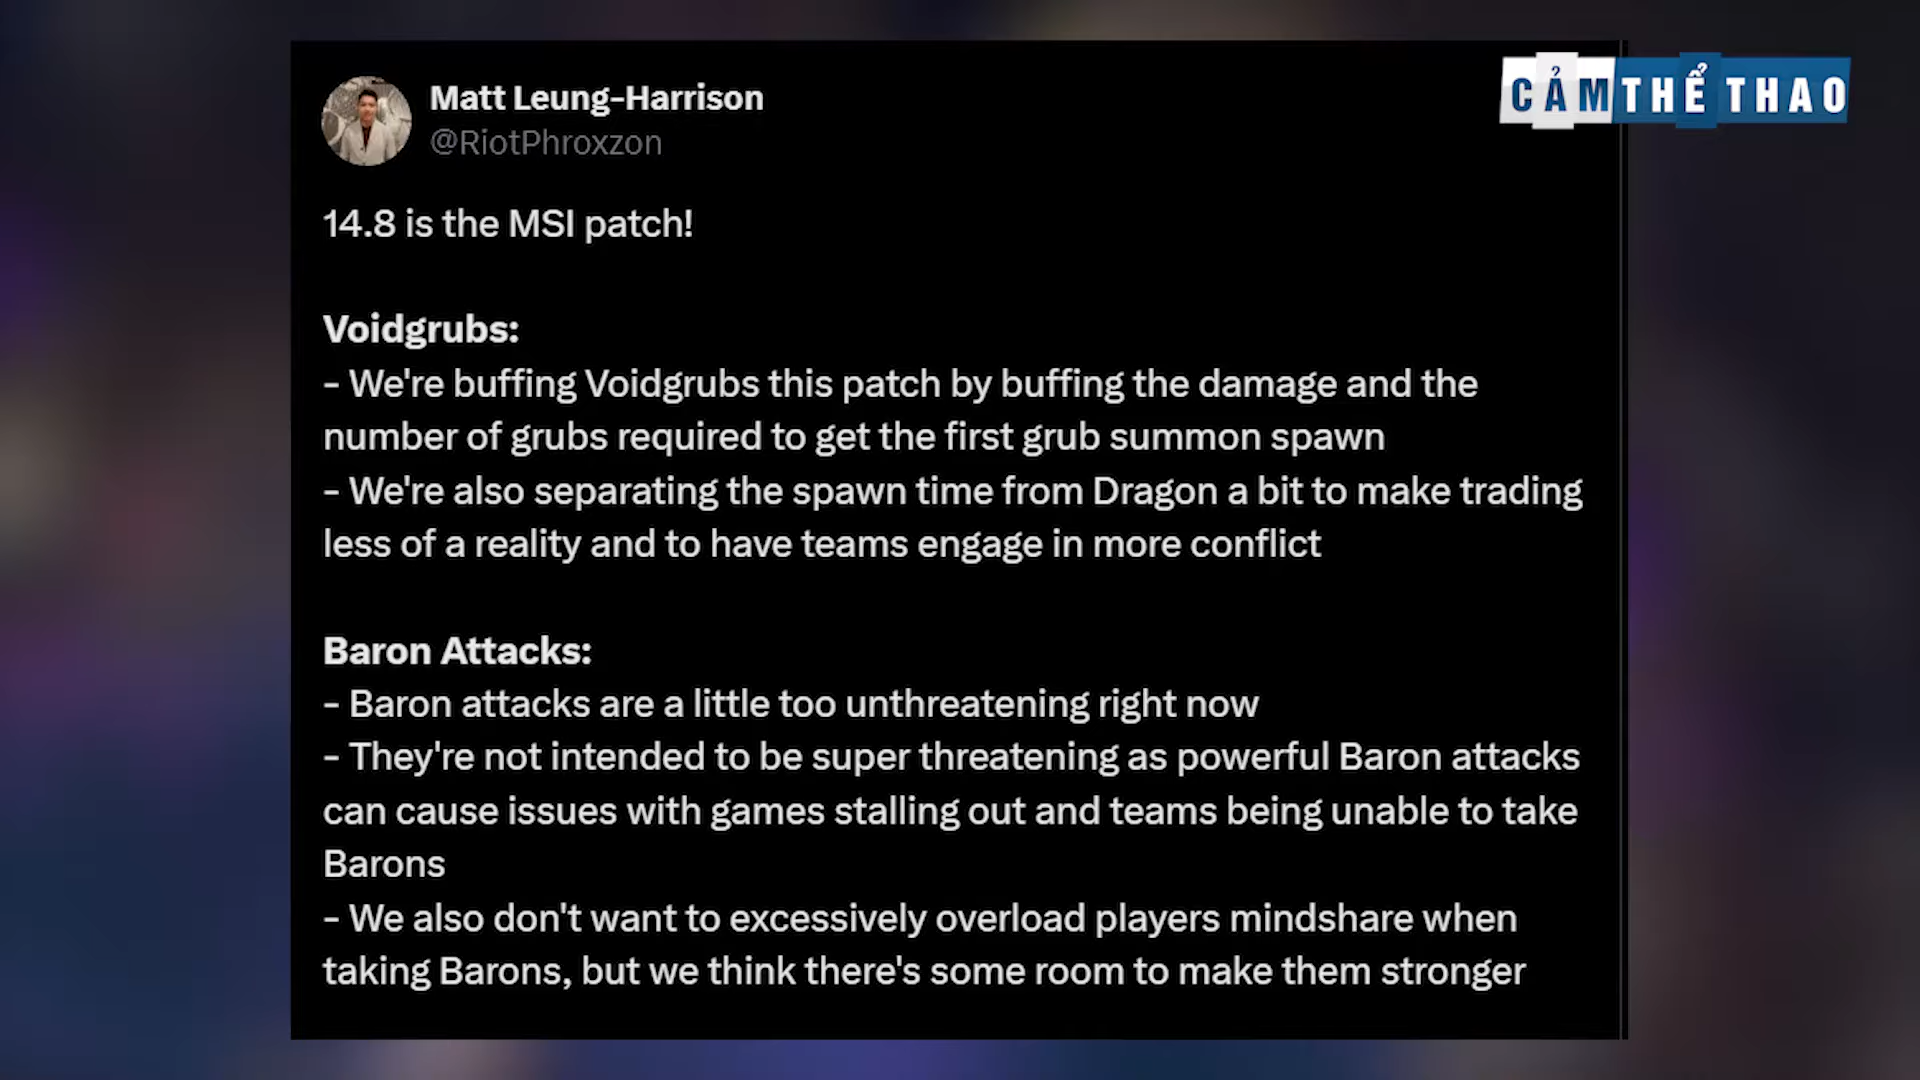 CẢM THỂ THAO
Matt Leung-Harrison
@RiotPhroxzon
14.8 is the MSI patch!
Voidgrubs:
- We're buffing Voidgrubs this patch by buffing the damage and the
number of grubs required to get the first grub summon spawn
- We're also separating the spawn time from Dragon a bit to make trading
less of a reality and to have teams engage in more conflict
Baron Attacks:
- Baron attacks are a little too unthreatening right now
- They're not intended to be super threatening as powerful Baron attacks
can cause issues with games stalling out and teams being unable to take
Barons
- We also don't want to excessively overload players mindshare when
taking Barons, but we think there's some room to make them stronger